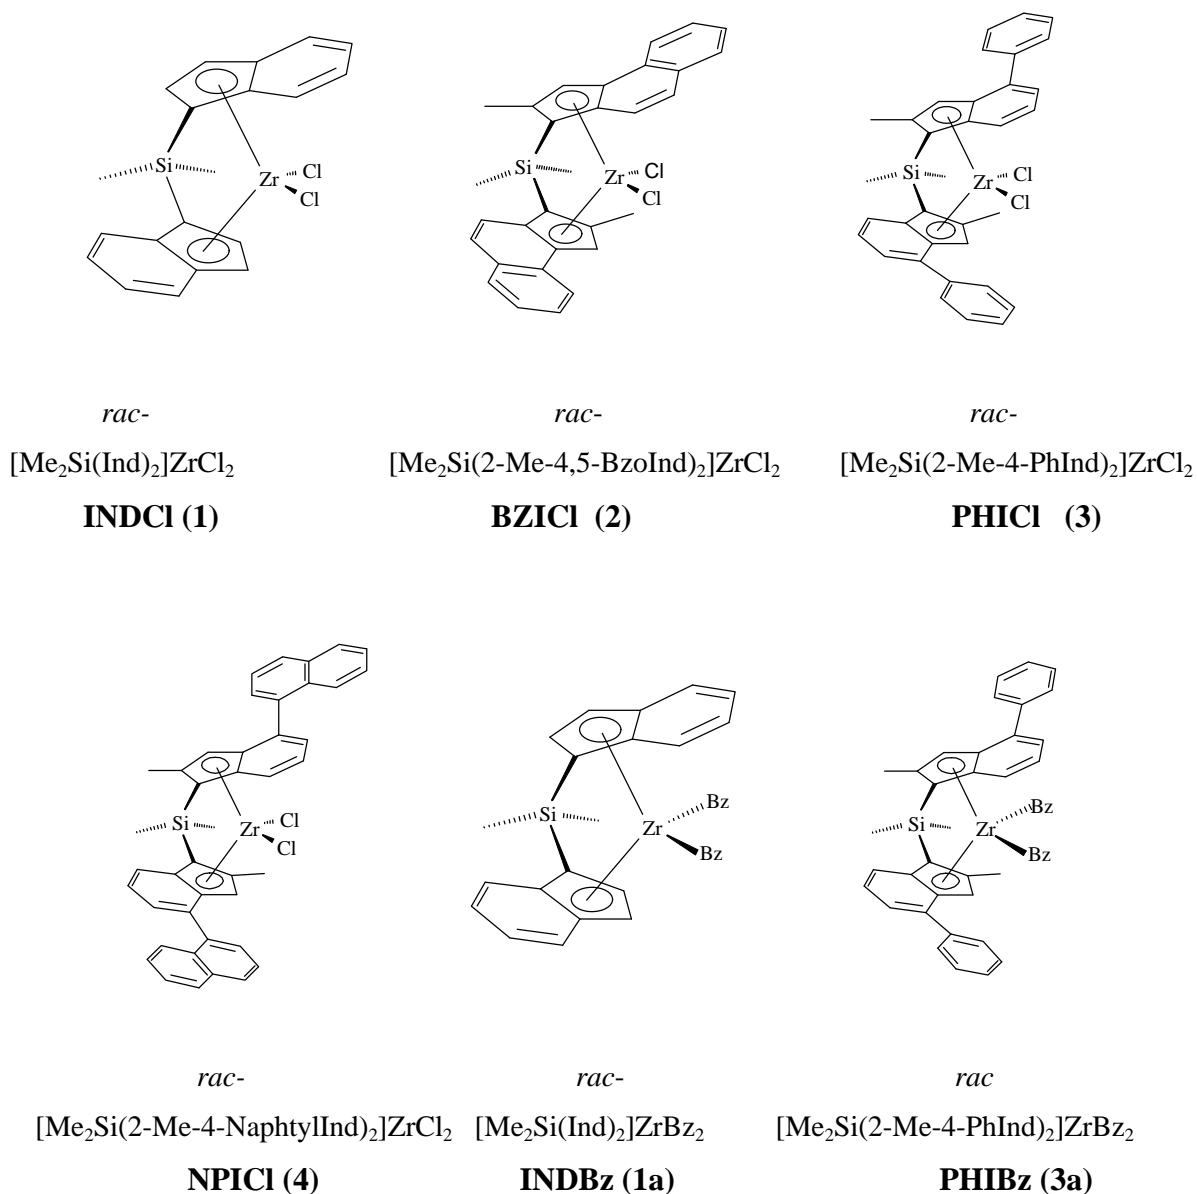 Si
Zr
Cl
Cl
Si
Zr
Cl
Cl
Si
Zr
Cl
Cl
rac-
rac-
rac-
[Me₂Si(Ind)₂]ZrCl₂
[Me₂Si(2-Me-4,5-BzoInd)₂]ZrCl₂
[Me₂Si(2-Me-4-PhInd)₂]ZrCl₂
INDCl (1)
BZICl (2)
PHICl (3)
Si
Zr
Cl
Cl
Si
Zr
Bz
Bz
Si
Zr
Bz
Bz
rac-
rac-
rac
[Me₂Si(2-Me-4-NaphtylInd)₂]ZrCl₂
[Me₂Si(Ind)₂]ZrBz₂
[Me₂Si(2-Me-4-PhInd)₂]ZrBz₂
NPICl (4)
INDBz (1a)
PHIBz (3a)